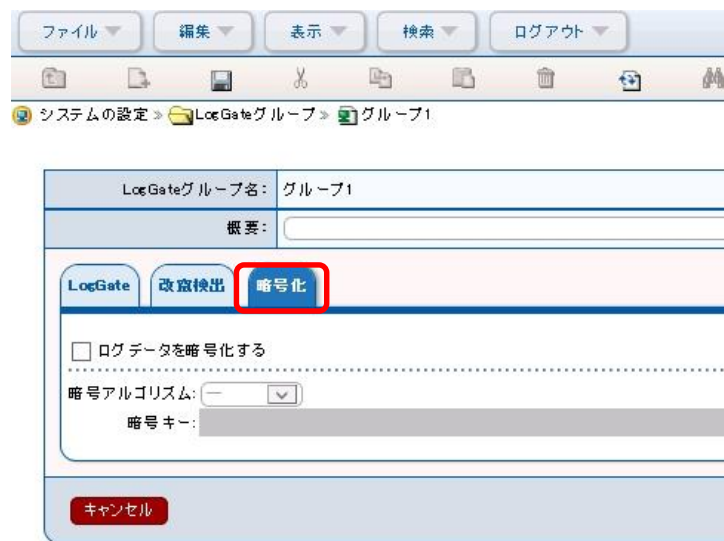 ファイル 編集 表示 検索 ログアウト
システムの設定 » LogGateグループ » グループ1
LogGateグループ名: グループ1
概要:
LogGate 改竄検出 暗号化
ログデータを暗号化する
暗号アルゴリズム: ―
暗号キー:
キャンセル